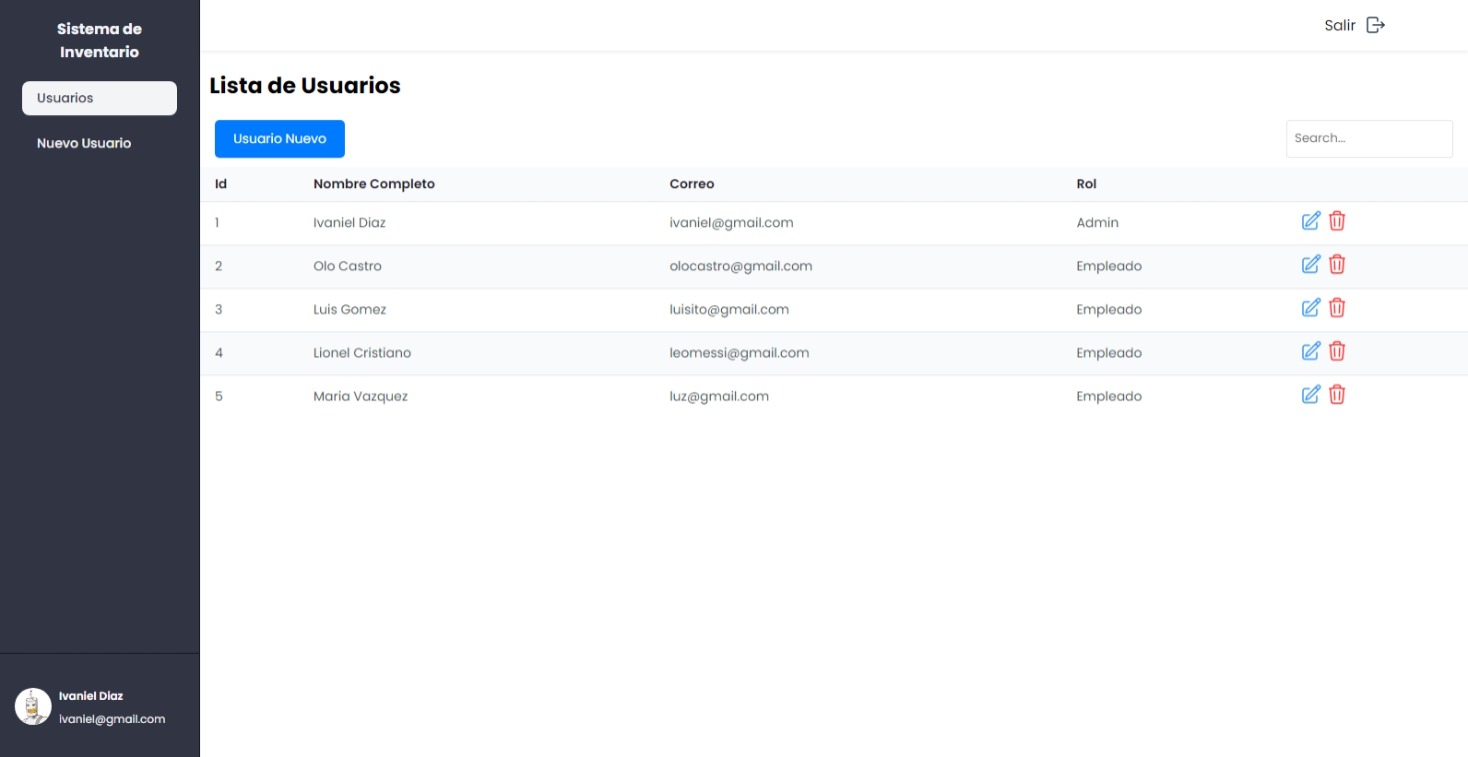 Sistema de
Inventario
Usuarios
Nuevo Usuario
Ivaniel Diaz
ivaniel@gmail.com
Salir
Lista de Usuarios
Usuario Nuevo
Search...
Id Nombre Completo Correo Rol
1 Ivaniel Diaz ivaniel@gmail.com Admin
2 Olo Castro olocastro@gmail.com Empleado
3 Luis Gomez luisito@gmail.com Empleado
4 Lionel Cristiano leomessi@gmail.com Empleado
5 Maria Vazquez luz@gmail.com Empleado